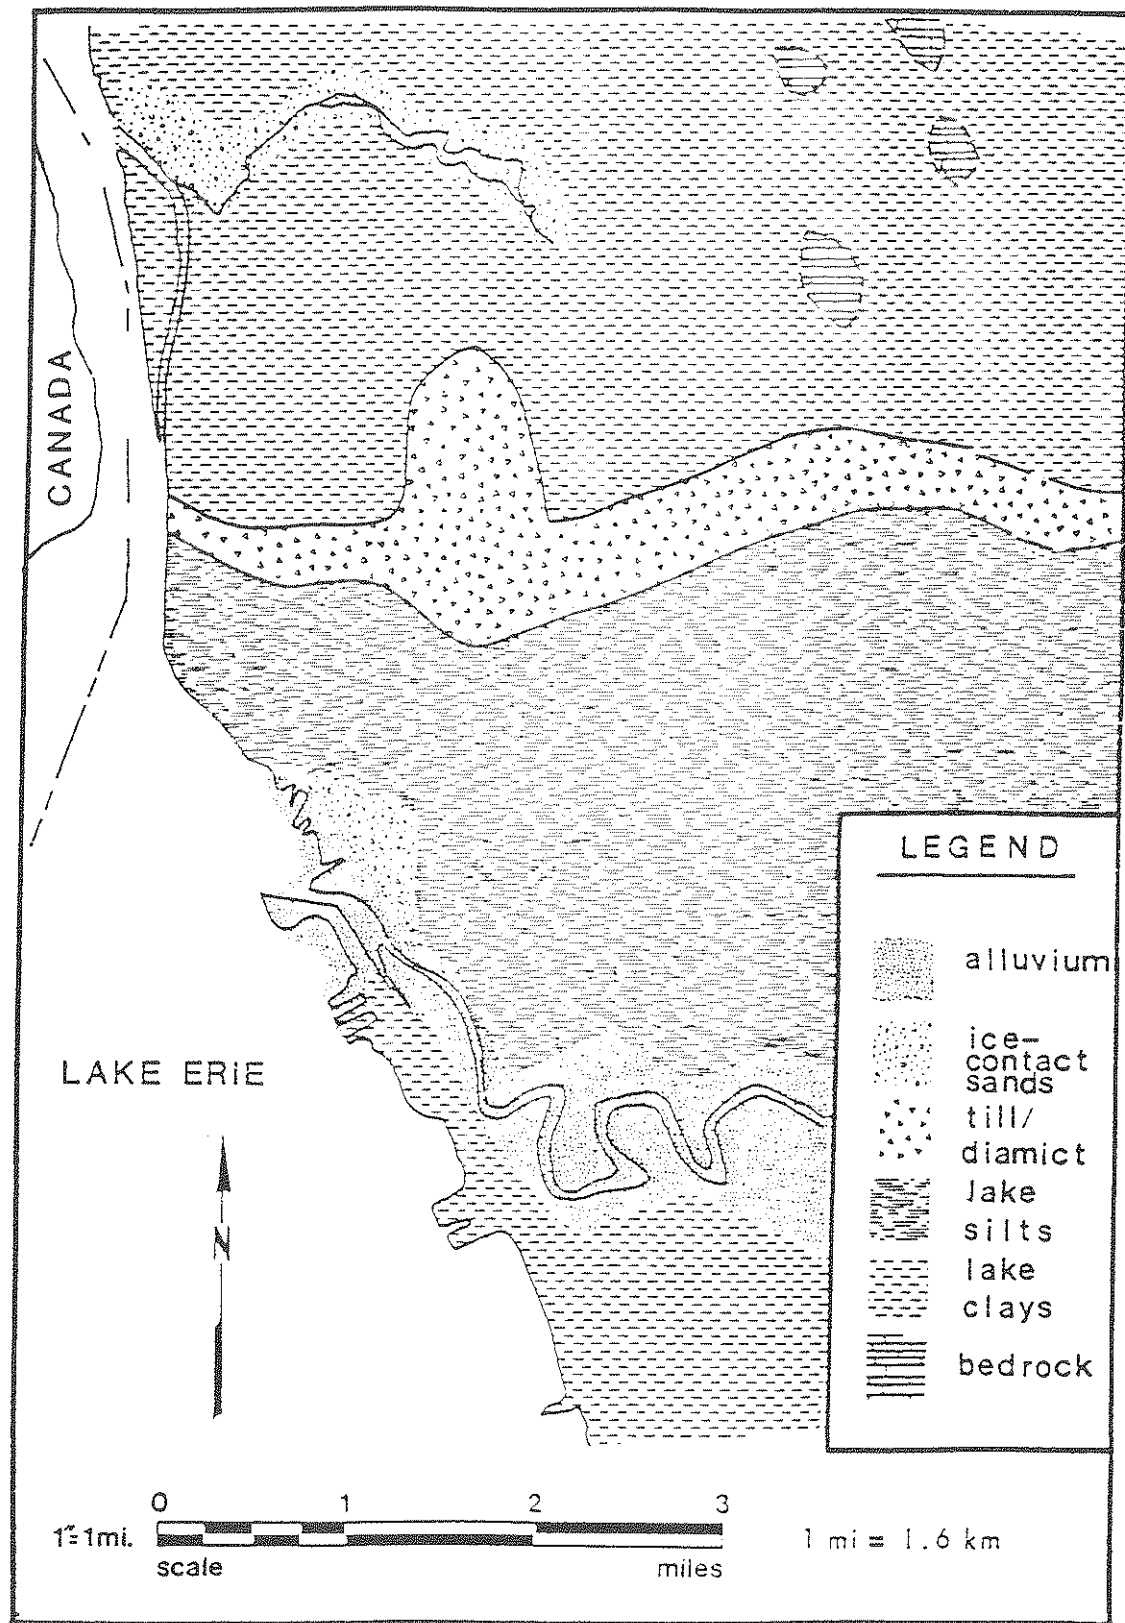 CANADA
LEGEND
alluvium
ice-
contact
sands
till/
diamict
lake
silts
lake
clays
bedrock
LAKE ERIE
N
0 1 2 3
1"=1mi.
scale miles
1 mi = 1.6 km